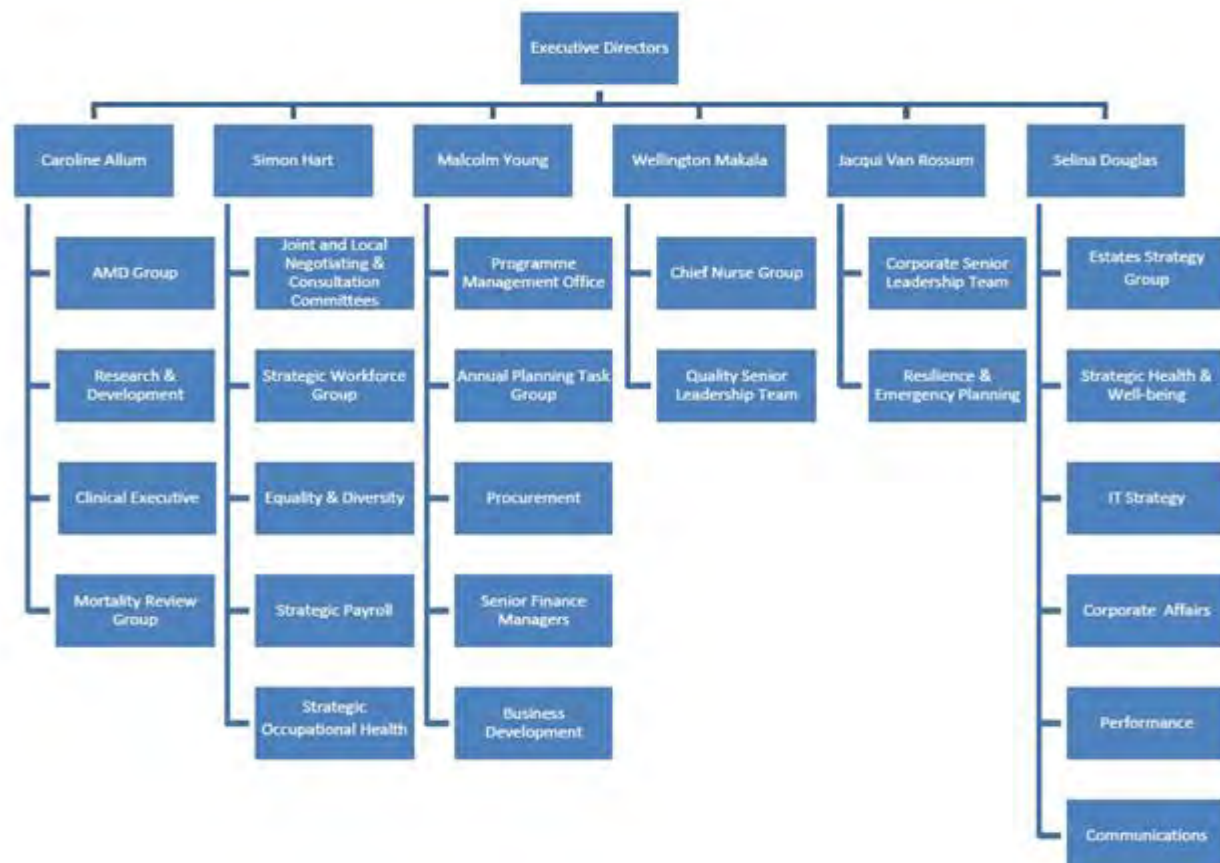 Executive Directors
Caroline Allum
Simon Hart
Malcolm Young
Wellington Makala
Jacqui Van Rossum
Selina Douglas
AMD Group
Research &
Development
Clinical Executive
Mortality Review
Group
Joint and Local
Negotiating &
Consultation
Committees
Strategic Workforce
Group
Equality & Diversity
Strategic Payroll
Strategic
Occupational Health
Programme
Management Office
Annual Planning Task
Group
Procurement
Senior Finance
Managers
Business
Development
Chief Nurse Group
Quality Senior
Leadership Team
Corporate Senior
Leadership Team
Resilience &
Emergency Planning
Estates Strategy
Group
Strategic Health &
Well-being
IT Strategy
Corporate Affairs
Performance
Communications